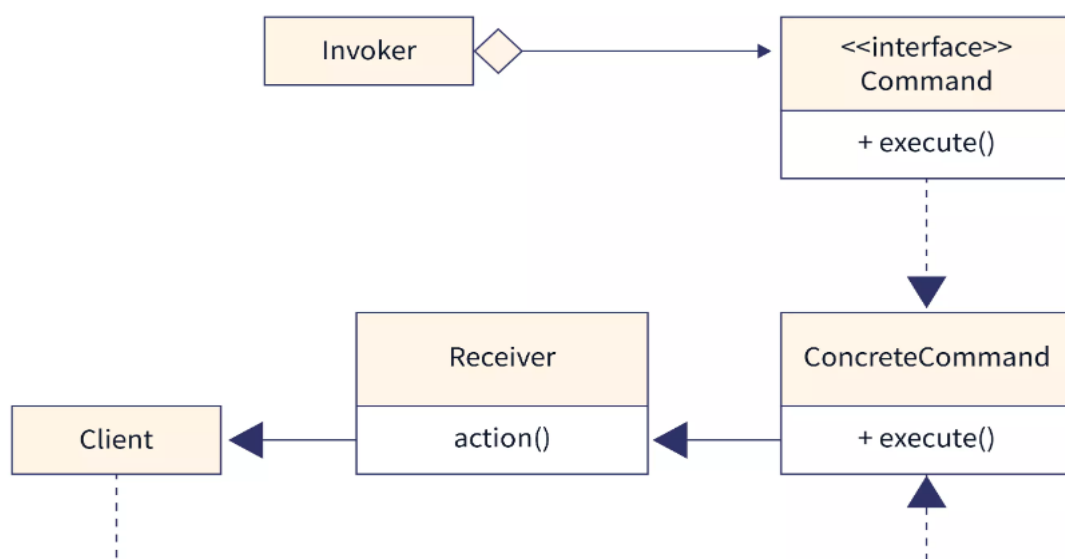 Invoker
<<interface>>
Command
+ execute()
Receiver
action()
ConcreteCommand
+ execute()
Client